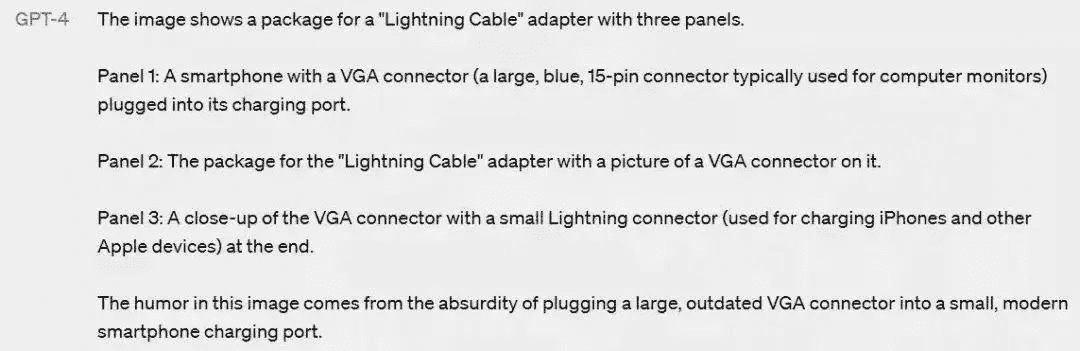 GPT-4 The image shows a package for a "Lightning Cable" adapter with three panels.
Panel 1: A smartphone with a VGA connector (a large, blue, 15-pin connector typically used for computer monitors)
plugged into its charging port.
Panel 2: The package for the "Lightning Cable" adapter with a picture of a VGA connector on it.
Panel 3: A close-up of the VGA connector with a small Lightning connector (used for charging iPhones and other
Apple devices) at the end.
The humor in this image comes from the absurdity of plugging a large, outdated VGA connector into a small, modern
smartphone charging port.